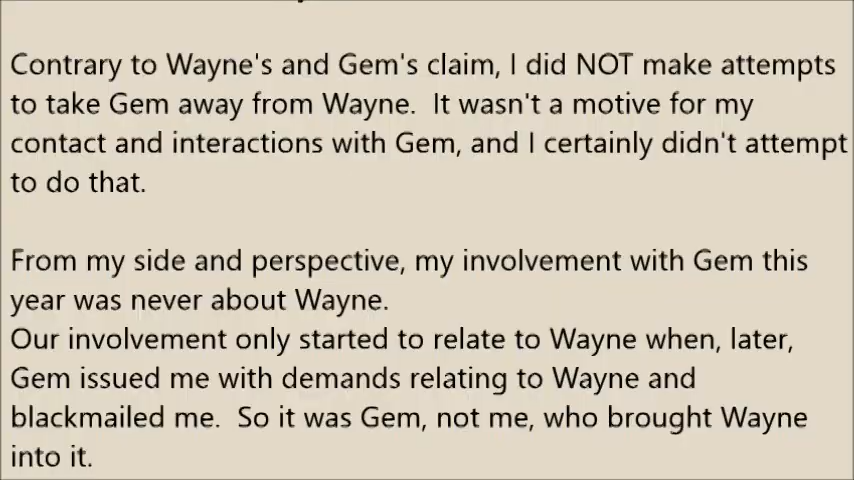 Contrary to Wayne's and Gem's claim, I did NOT make attempts
to take Gem away from Wayne.  It wasn't a motive for my
contact and interactions with Gem, and I certainly didn't attempt
to do that.
From my side and perspective, my involvement with Gem this
year was never about Wayne.
Our involvement only started to relate to Wayne when, later,
Gem issued me with demands relating to Wayne and
blackmailed me.  So it was Gem, not me, who brought Wayne
into it.